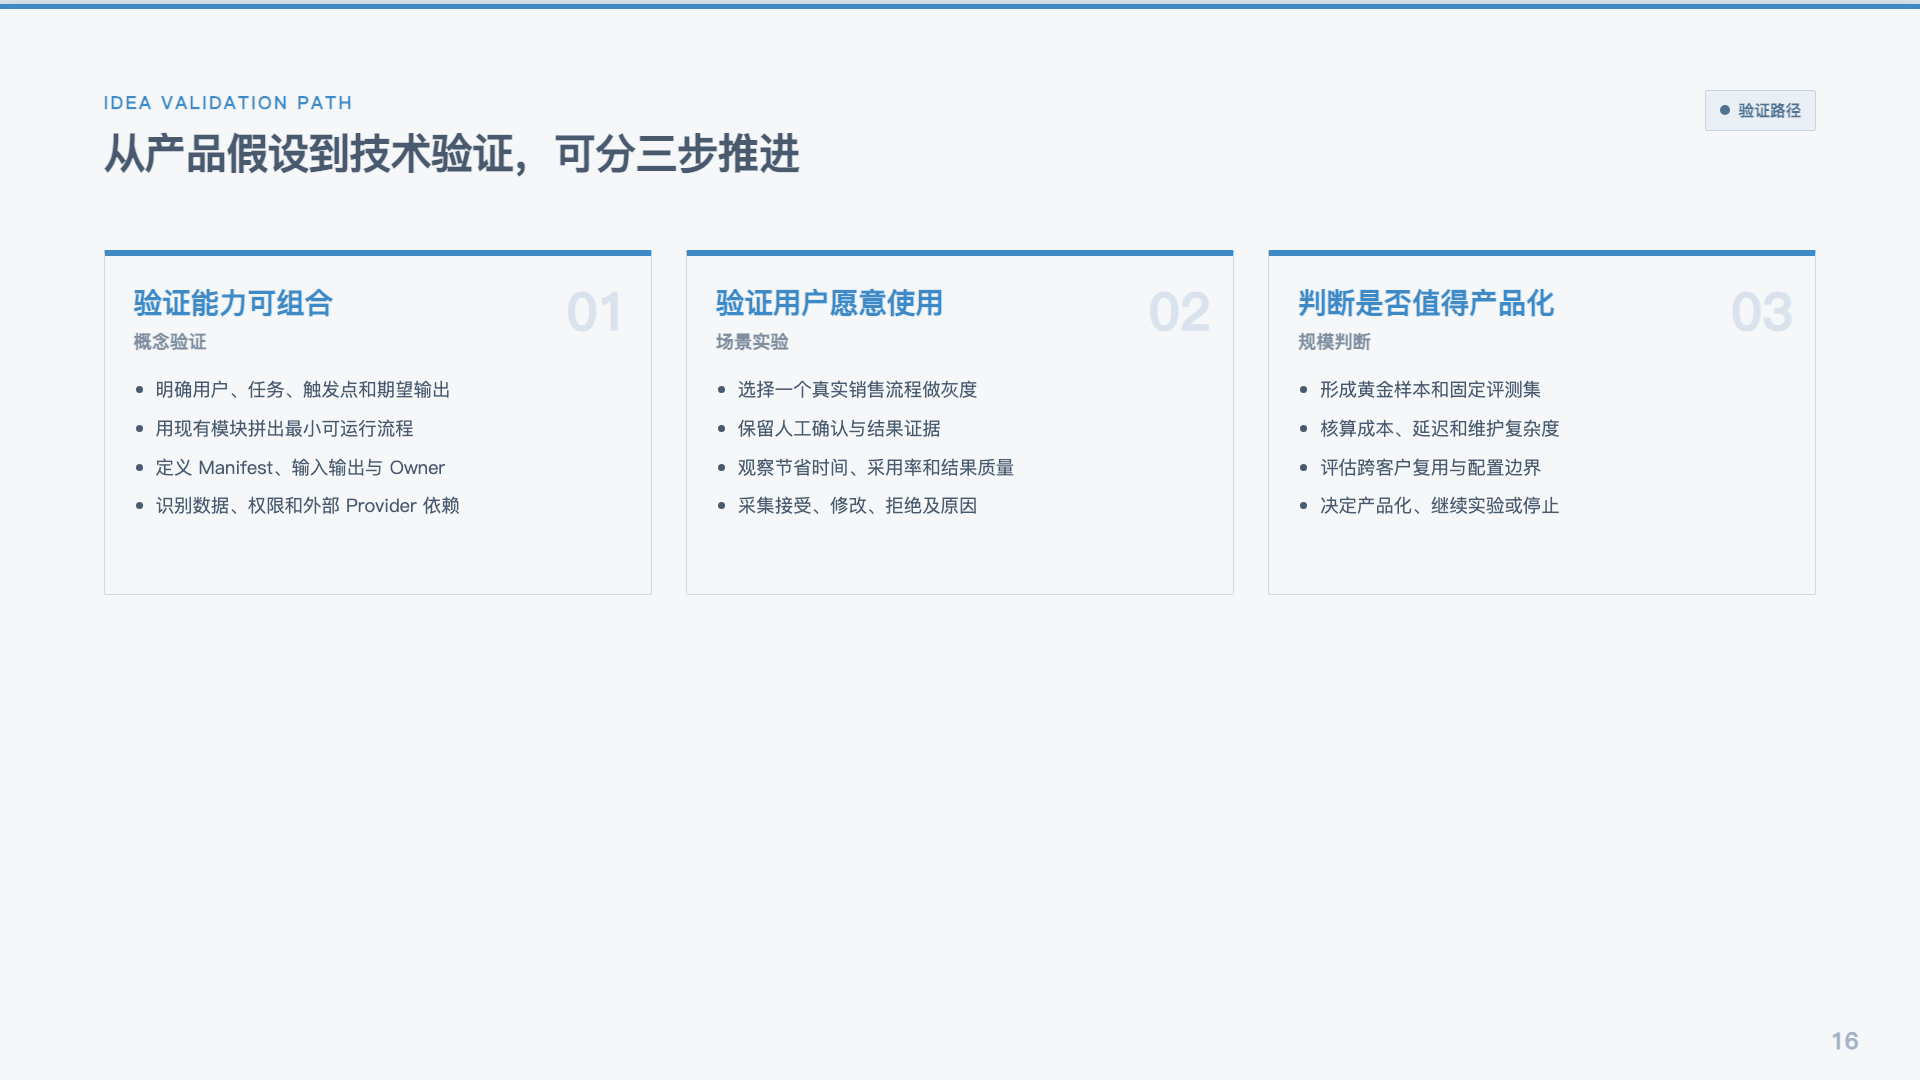 IDEA VALIDATION PATH
从产品假设到技术验证，可分三步推进
验证路径
验证能力可组合
01
概念验证
明确用户、任务、触发点和期望输出
用现有模块拼出最小可运行流程
定义 Manifest、输入输出与 Owner
识别数据、权限和外部 Provider 依赖
验证用户愿意使用
02
场景实验
选择一个真实销售流程做灰度
保留人工确认与结果证据
观察节省时间、采用率和结果质量
采集接受、修改、拒绝及原因
判断是否值得产品化
03
规模判断
形成黄金样本和固定评测集
核算成本、延迟和维护复杂度
评估跨客户复用与配置边界
决定产品化、继续实验或停止
16